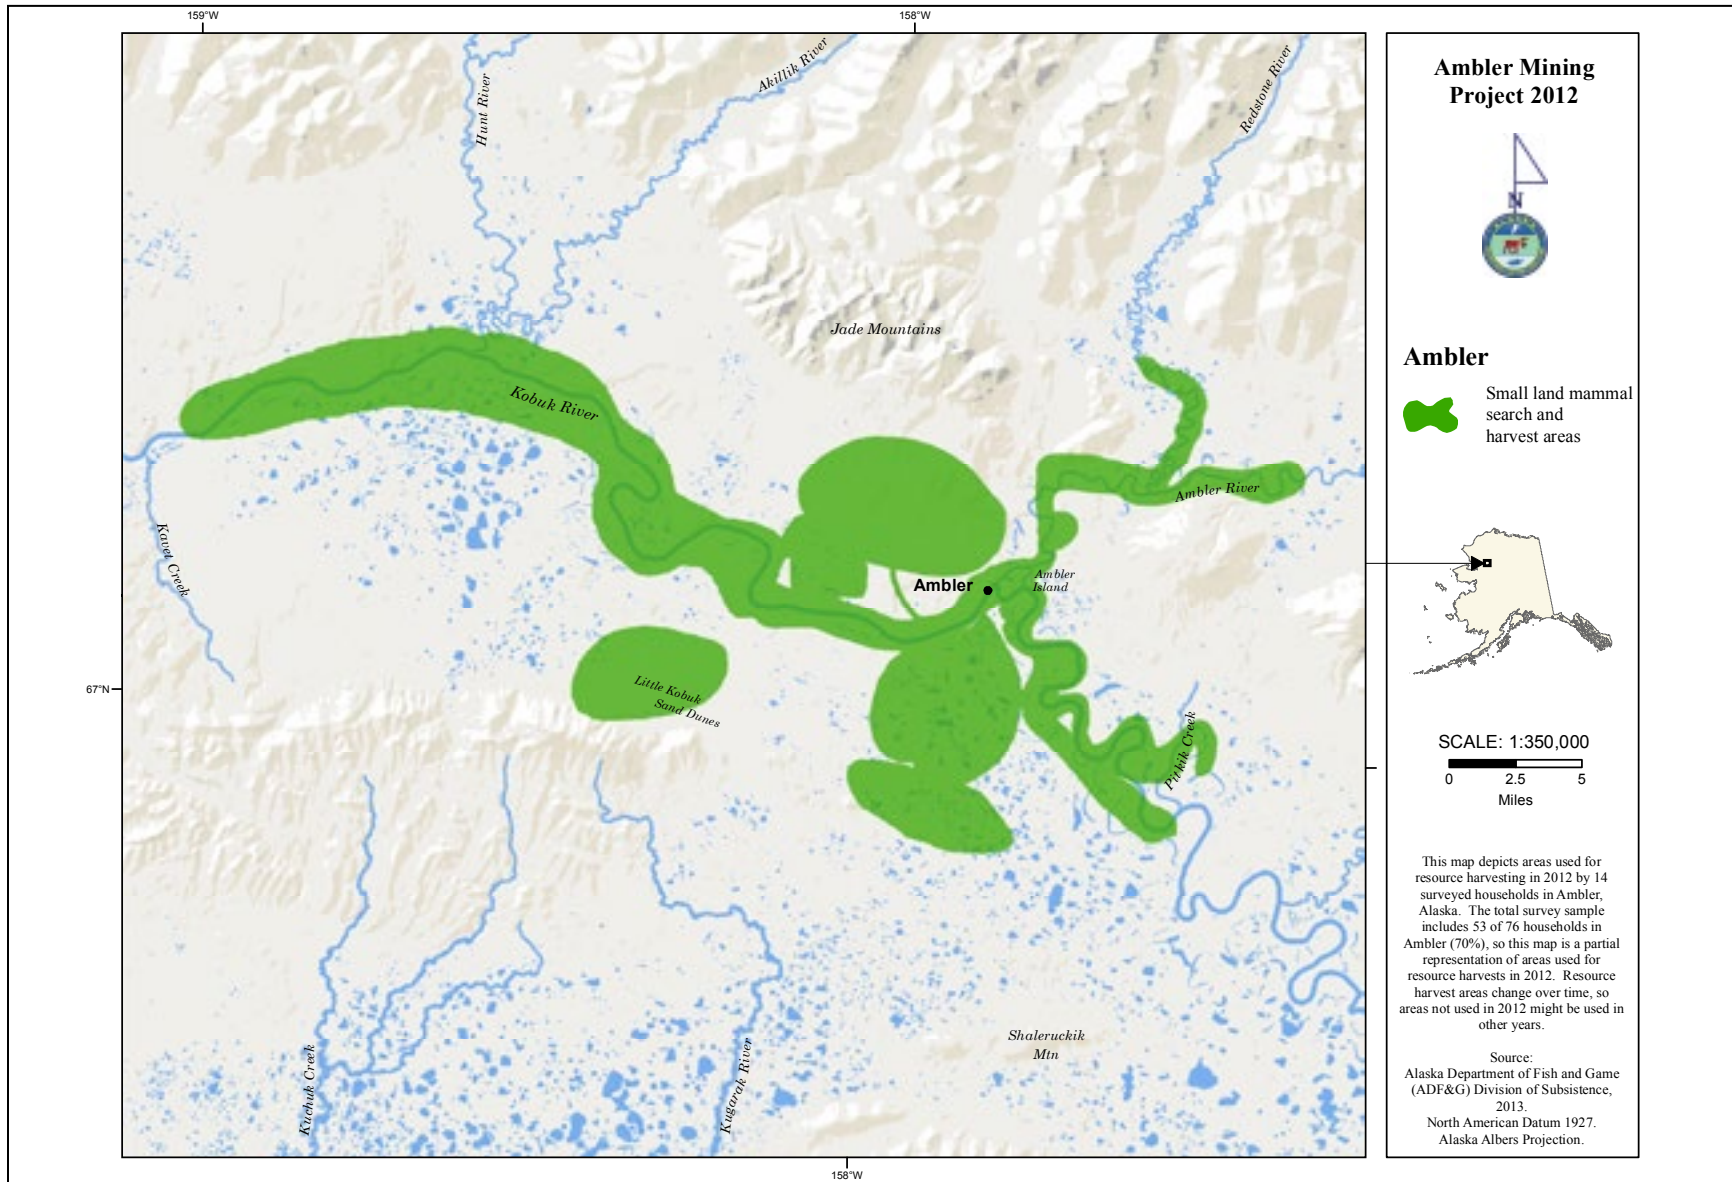 159°W
158°W
Hunt River
Akillik River
Redstone River
Jade Mountains
Kobuk River
Ambler River
Kavet Creek
Ambler
Ambler
Island
67°N
Little Kobuk
Sand Dunes
Pitkik Creek
Shaleruckik
Mtn
Kuchuk Creek
Kugarak River
158°W
Ambler Mining
Project 2012
N
Ambler
Small land mammal
search and
harvest areas
SCALE: 1:350,000
0 2.5 5
Miles
This map depicts areas used for
resource harvesting in 2012 by 14
surveyed households in Ambler,
Alaska. The total survey sample
includes 53 of 76 households in
Ambler (70%), so this map is a partial
representation of areas used for
resource harvests in 2012. Resource
harvest areas change over time, so
areas not used in 2012 might be used in
other years.
Source:
Alaska Department of Fish and Game
(ADF&G) Division of Subsistence,
2013.
North American Datum 1927.
Alaska Albers Projection.